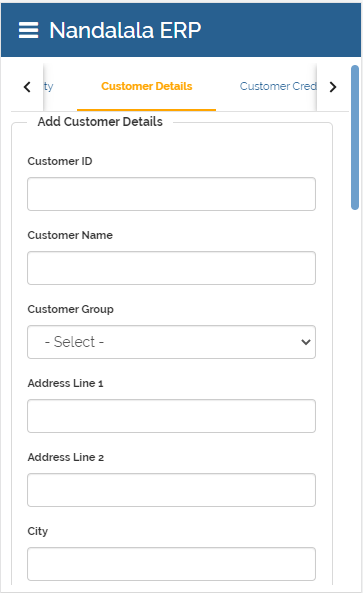 Nandalala ERP
ty Customer Details Customer Cred
Add Customer Details
Customer ID
Customer Name
Customer Group
- Select -
Address Line 1
Address Line 2
City